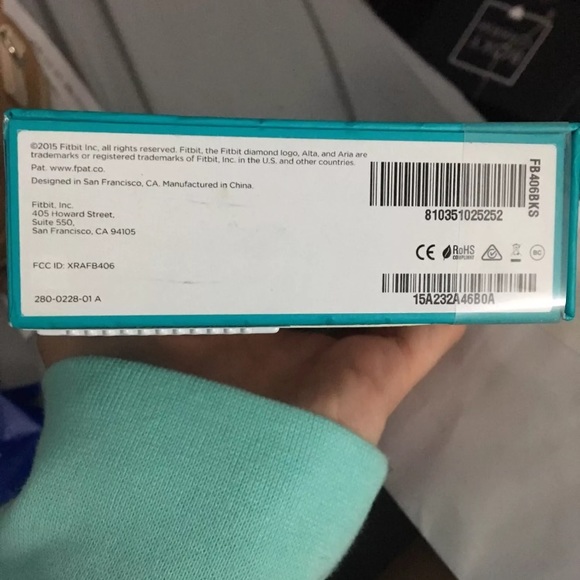 ©2015 Fitbit Inc, all rights reserved. Fitbit, the Fitbit diamond logo, Alta, and Aria are
trademarks or registered trademarks of Fitbit, Inc. in the U.S. and other countries.
Pat. www.fpat.co.
Designed in San Francisco, CA. Manufactured in China.
Fitbit, Inc.
405 Howard Street,
Suite 550,
San Francisco, CA 94105
FCC ID: XRAFB406
280-0228-01 A
810351025252
FB406BKS
CE
RoHS
COMPLIANT
BC
15A232A46B0A